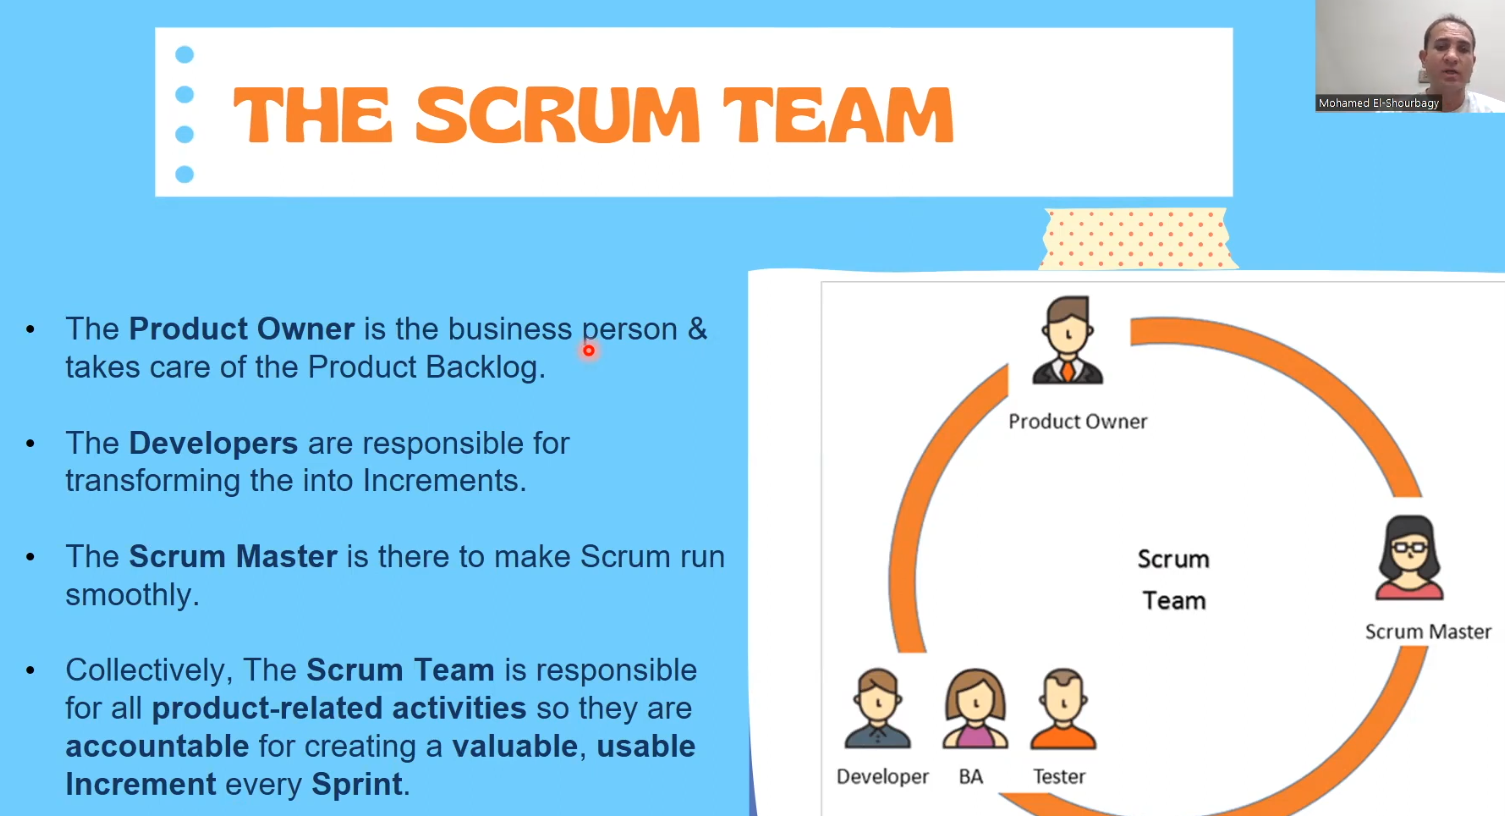 THE SCRUM TEAM
Mohamed El-Shourbagy
• The Product Owner is the business person &
takes care of the Product Backlog.
• The Developers are responsible for
transforming the into Increments.
• The Scrum Master is there to make Scrum run
smoothly.
• Collectively, The Scrum Team is responsible
for all product-related activities so they are
accountable for creating a valuable, usable
Increment every Sprint.
Product Owner
Scrum
Team
Scrum Master
Developer BA Tester